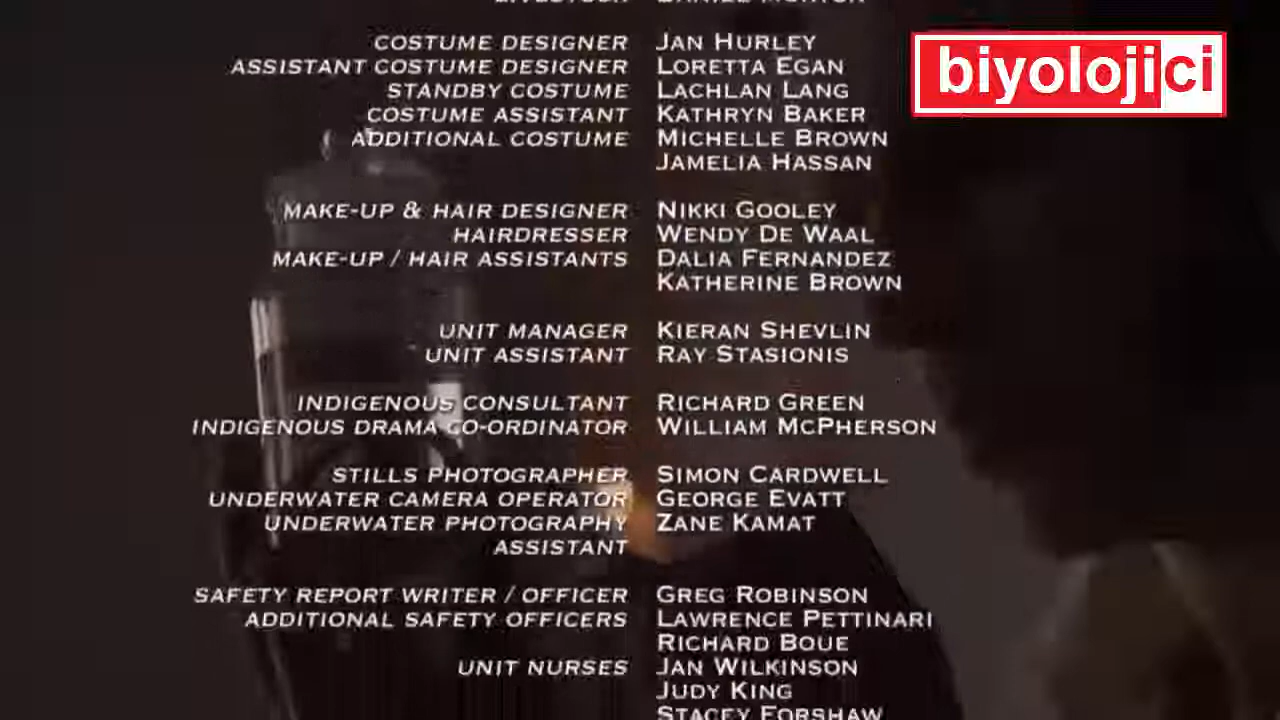 COSTUME DESIGNER JAN HURLEY
ASSISTANT COSTUME DESIGNER LORETTA EGAN
STANDBY COSTUME LACHLAN LANG
COSTUME ASSISTANT KATHRYN BAKER
ADDITIONAL COSTUME MICHELLE BROWN
JAMELIA HASSAN
MAKE-UP & HAIR DESIGNER NIKKI GOOLEY
HAIRDRESSER WENDY DE WAAL
MAKE-UP / HAIR ASSISTANTS DALIA FERNANDEZ
KATHERINE BROWN
UNIT MANAGER KIERAN SHEVLIN
UNIT ASSISTANT RAY STASIONIS
INDIGENOUS CONSULTANT RICHARD GREEN
INDIGENOUS DRAMA CO-ORDINATOR WILLIAM MCPHERSON
STILLS PHOTOGRAPHER SIMON CARDWELL
UNDERWATER CAMERA OPERATOR GEORGE EVATT
UNDERWATER PHOTOGRAPHY ZANE KAMAT
ASSISTANT
SAFETY REPORT WRITER / OFFICER GREG ROBINSON
ADDITIONAL SAFETY OFFICERS LAWRENCE PETTINARI
RICHARD BOUE
UNIT NURSES JAN WILKINSON
JUDY KING
STACEY FORSHAW
biyolojici